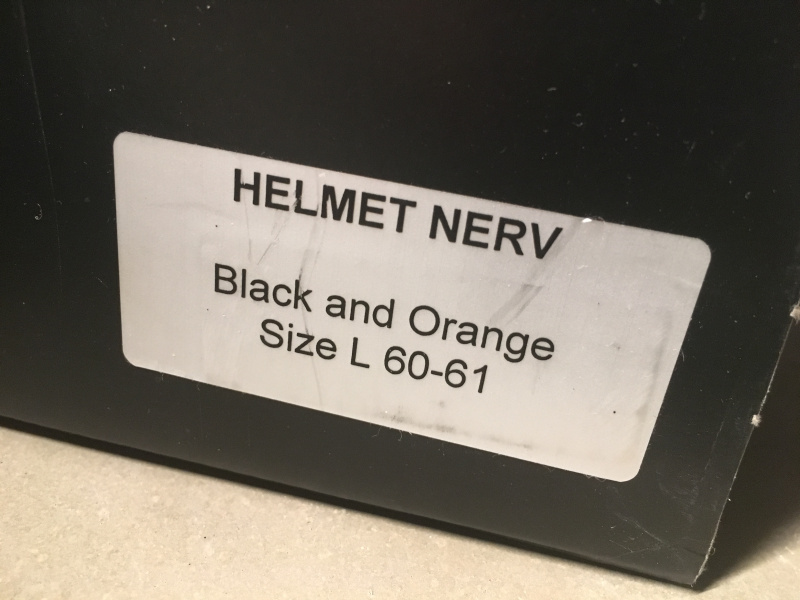 HELMET NERV
Black and Orange
Size L 60-61